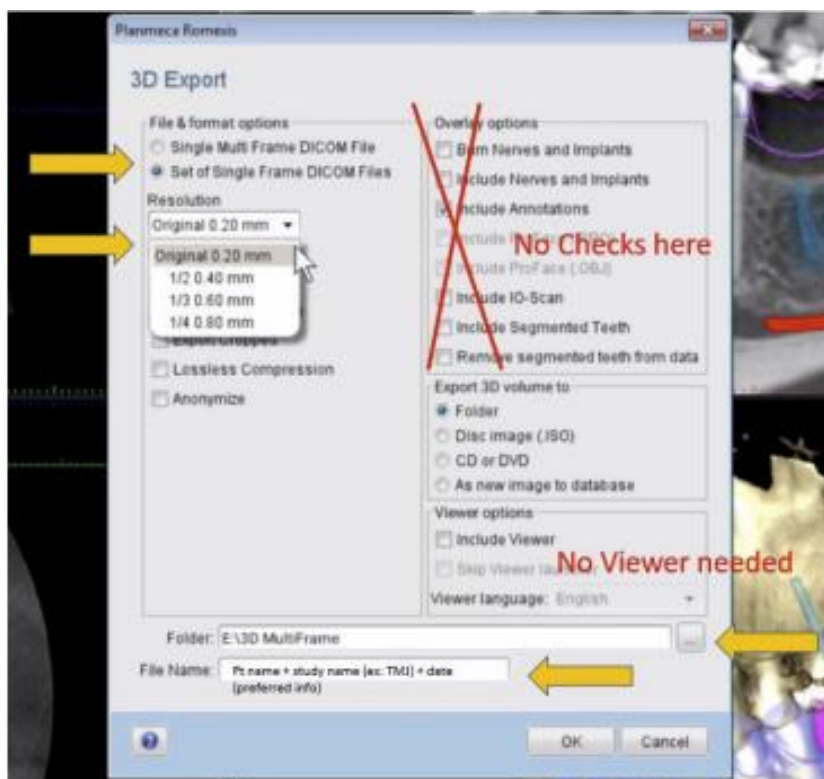 Planmeca Romexis
3D Export
File & format options
Single Multi Frame DICOM File
Set of Single Frame DICOM Files
Resolution
Original 0.20 mm
Original 0.20 mm
1/2 0.40 mm
1/3 0.60 mm
1/4 0.80 mm
Export Cropped
Lossless Compression
Anonymize
Overlay options
Burn Nerves and Implants
Include Nerves and Implants
Include Annotations
No Checks here
Include ProFace (.OBJ)
Include IO-Scan
Include Segmented Teeth
Remove segmented teeth from data
Export 3D volume to
Folder
Disc image (.ISO)
CD or DVD
As new image to database
Viewer options
Include Viewer
Skip Viewer
No Viewer needed
Viewer language: English
Folder: E:\3D MultiFrame
...
File Name: Pt name + study name (ex: TMJ) + date
(preferred info)
OK
Cancel